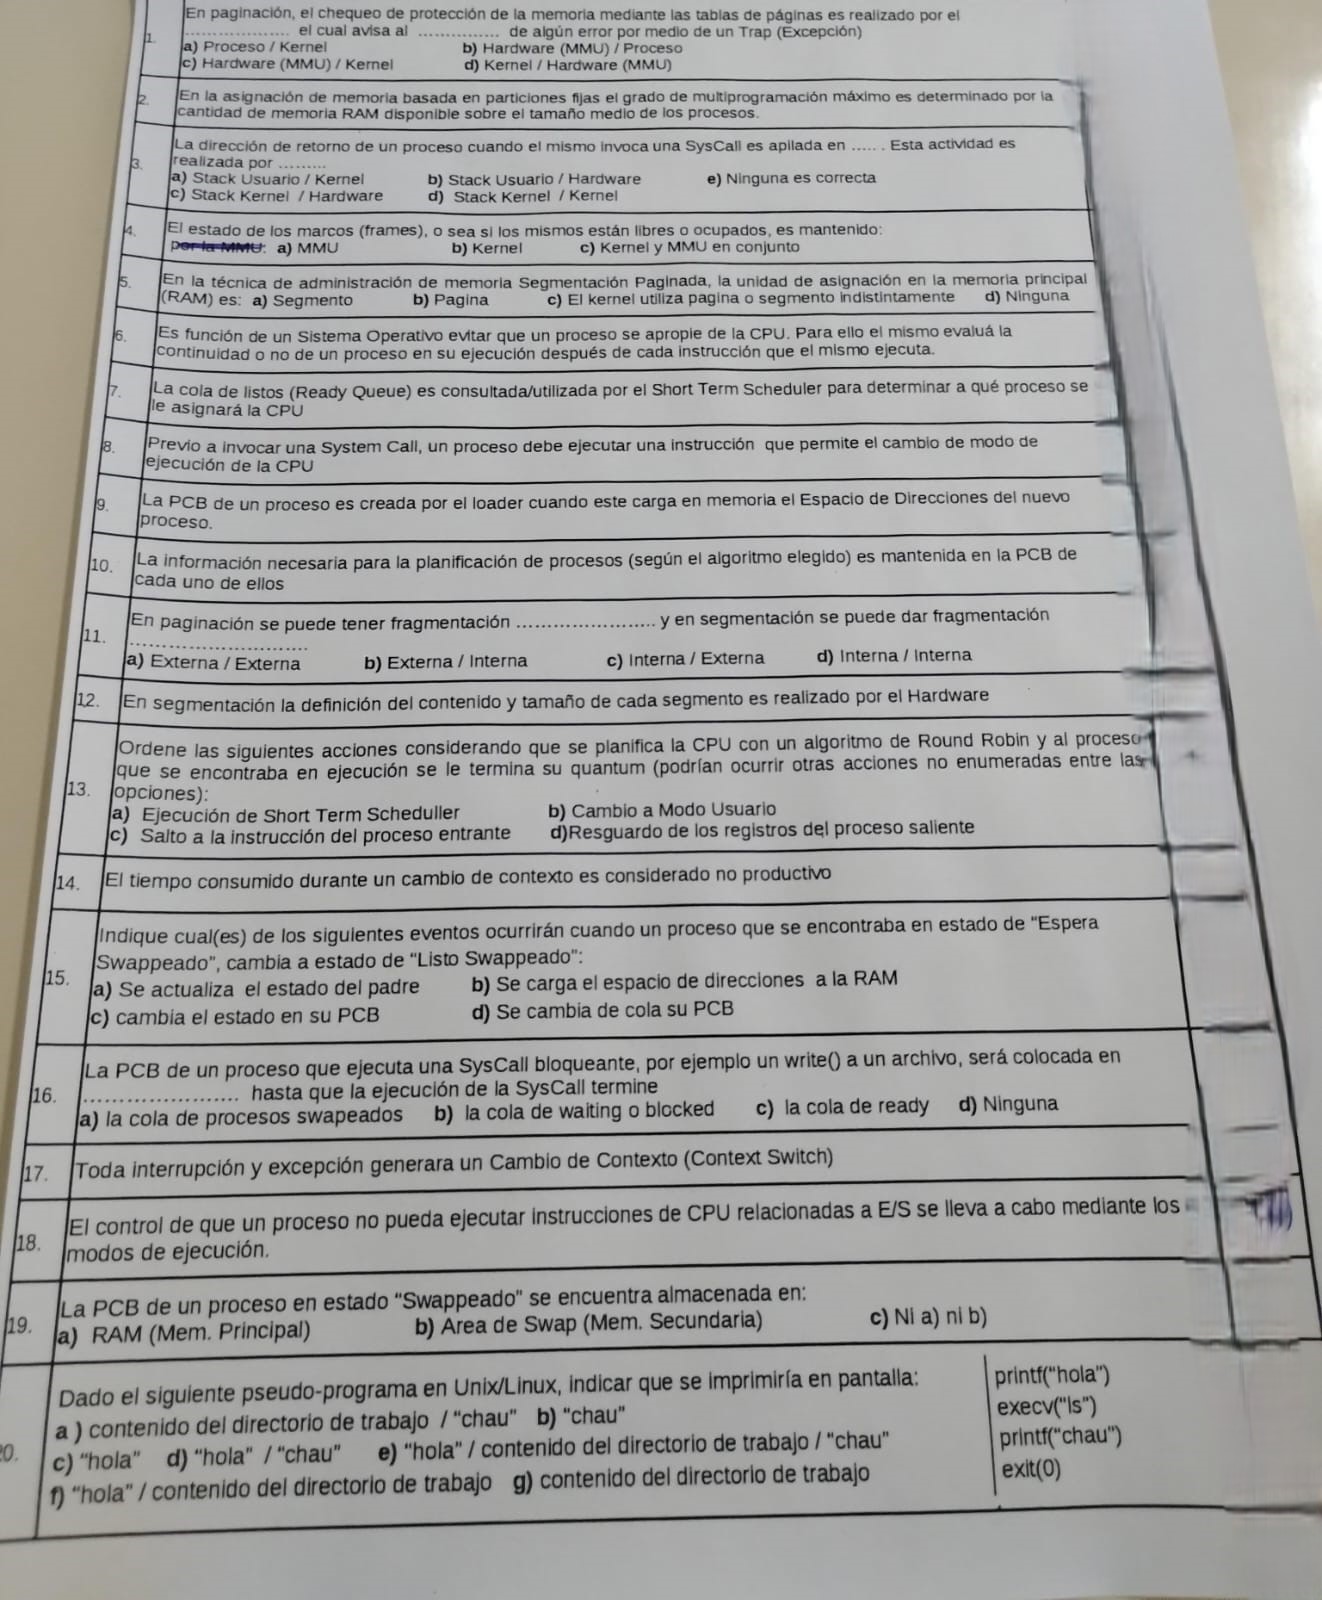 En paginación, el chequeo de protección de la memoria mediante las tablas de páginas es realizado por el
1. .................... el cual avisa al ............... de algún error por medio de un Trap (Excepción)
a) Proceso / Kernel b) Hardware (MMU) / Proceso
c) Hardware (MMU) / Kernel d) Kernel / Hardware (MMU)
2. En la asignación de memoria basada en particiones fijas el grado de multiprogramación máximo es determinado por la
cantidad de memoria RAM disponible sobre el tamaño medio de los procesos.
La dirección de retorno de un proceso cuando el mismo invoca una SysCall es apilada en ..... . Esta actividad es
3. realizada por .........
a) Stack Usuario / Kernel b) Stack Usuario / Hardware e) Ninguna es correcta
c) Stack Kernel / Hardware d) Stack Kernel / Kernel
4. El estado de los marcos (frames), o sea si los mismos están libres o ocupados, es mantenido:
por la MMU: a) MMU b) Kernel c) Kernel y MMU en conjunto
5. En la técnica de administración de memoria Segmentación Paginada, la unidad de asignación en la memoria principal
(RAM) es: a) Segmento b) Pagina c) El kernel utiliza pagina o segmento indistintamente d) Ninguna
6. Es función de un Sistema Operativo evitar que un proceso se apropie de la CPU. Para ello el mismo evaluá la
continuidad o no de un proceso en su ejecución después de cada instrucción que el mismo ejecuta.
7. La cola de listos (Ready Queue) es consultada/utilizada por el Short Term Scheduler para determinar a qué proceso se
le asignará la CPU
8. Previo a invocar una System Call, un proceso debe ejecutar una instrucción que permite el cambio de modo de
ejecución de la CPU
9. La PCB de un proceso es creada por el loader cuando este carga en memoria el Espacio de Direcciones del nuevo
proceso.
10. La información necesaria para la planificación de procesos (según el algoritmo elegido) es mantenida en la PCB de
cada uno de ellos
En paginación se puede tener fragmentación ...................... y en segmentación se puede dar fragmentación
11. ............................
a) Externa / Externa b) Externa / Interna c) Interna / Externa d) Interna / Interna
12. En segmentación la definición del contenido y tamaño de cada segmento es realizado por el Hardware
Ordene las siguientes acciones considerando que se planifica la CPU con un algoritmo de Round Robin y al proceso
que se encontraba en ejecución se le termina su quantum (podrían ocurrir otras acciones no enumeradas entre las
13. opciones):
a) Ejecución de Short Term Scheduller b) Cambio a Modo Usuario
c) Salto a la instrucción del proceso entrante d)Resguardo de los registros del proceso saliente
14. El tiempo consumido durante un cambio de contexto es considerado no productivo
Indique cual(es) de los siguientes eventos ocurrirán cuando un proceso que se encontraba en estado de "Espera
Swappeado", cambia a estado de "Listo Swappeado":
15. a) Se actualiza el estado del padre b) Se carga el espacio de direcciones a la RAM
c) cambia el estado en su PCB d) Se cambia de cola su PCB
La PCB de un proceso que ejecuta una SysCall bloqueante, por ejemplo un write() a un archivo, será colocada en
16. ...................... hasta que la ejecución de la SysCall termine
a) la cola de procesos swapeados b) la cola de waiting o blocked c) la cola de ready d) Ninguna
17. Toda interrupción y excepción generara un Cambio de Contexto (Context Switch)
18. El control de que un proceso no pueda ejecutar instrucciones de CPU relacionadas a E/S se lleva a cabo mediante los
modos de ejecución.
19. La PCB de un proceso en estado "Swappeado" se encuentra almacenada en:
a) RAM (Mem. Principal) b) Area de Swap (Mem. Secundaria) c) Ni a) ni b)
Dado el siguiente pseudo-programa en Unix/Linux, indicar que se imprimiría en pantalla: printf("hola")
a ) contenido del directorio de trabajo / "chau" b) "chau" execv("ls")
20. c) "hola" d) "hola" / "chau" e) "hola" / contenido del directorio de trabajo / "chau" printf("chau")
f) "hola" / contenido del directorio de trabajo g) contenido del directorio de trabajo exit(0)